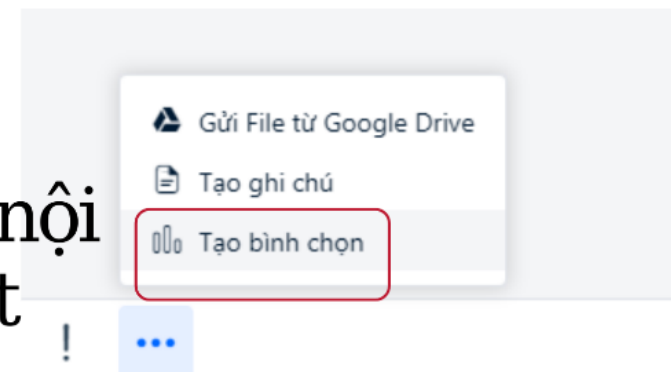 Gửi File từ Google Drive
Tạo ghi chú
nội
Tạo bình chọn
t
!